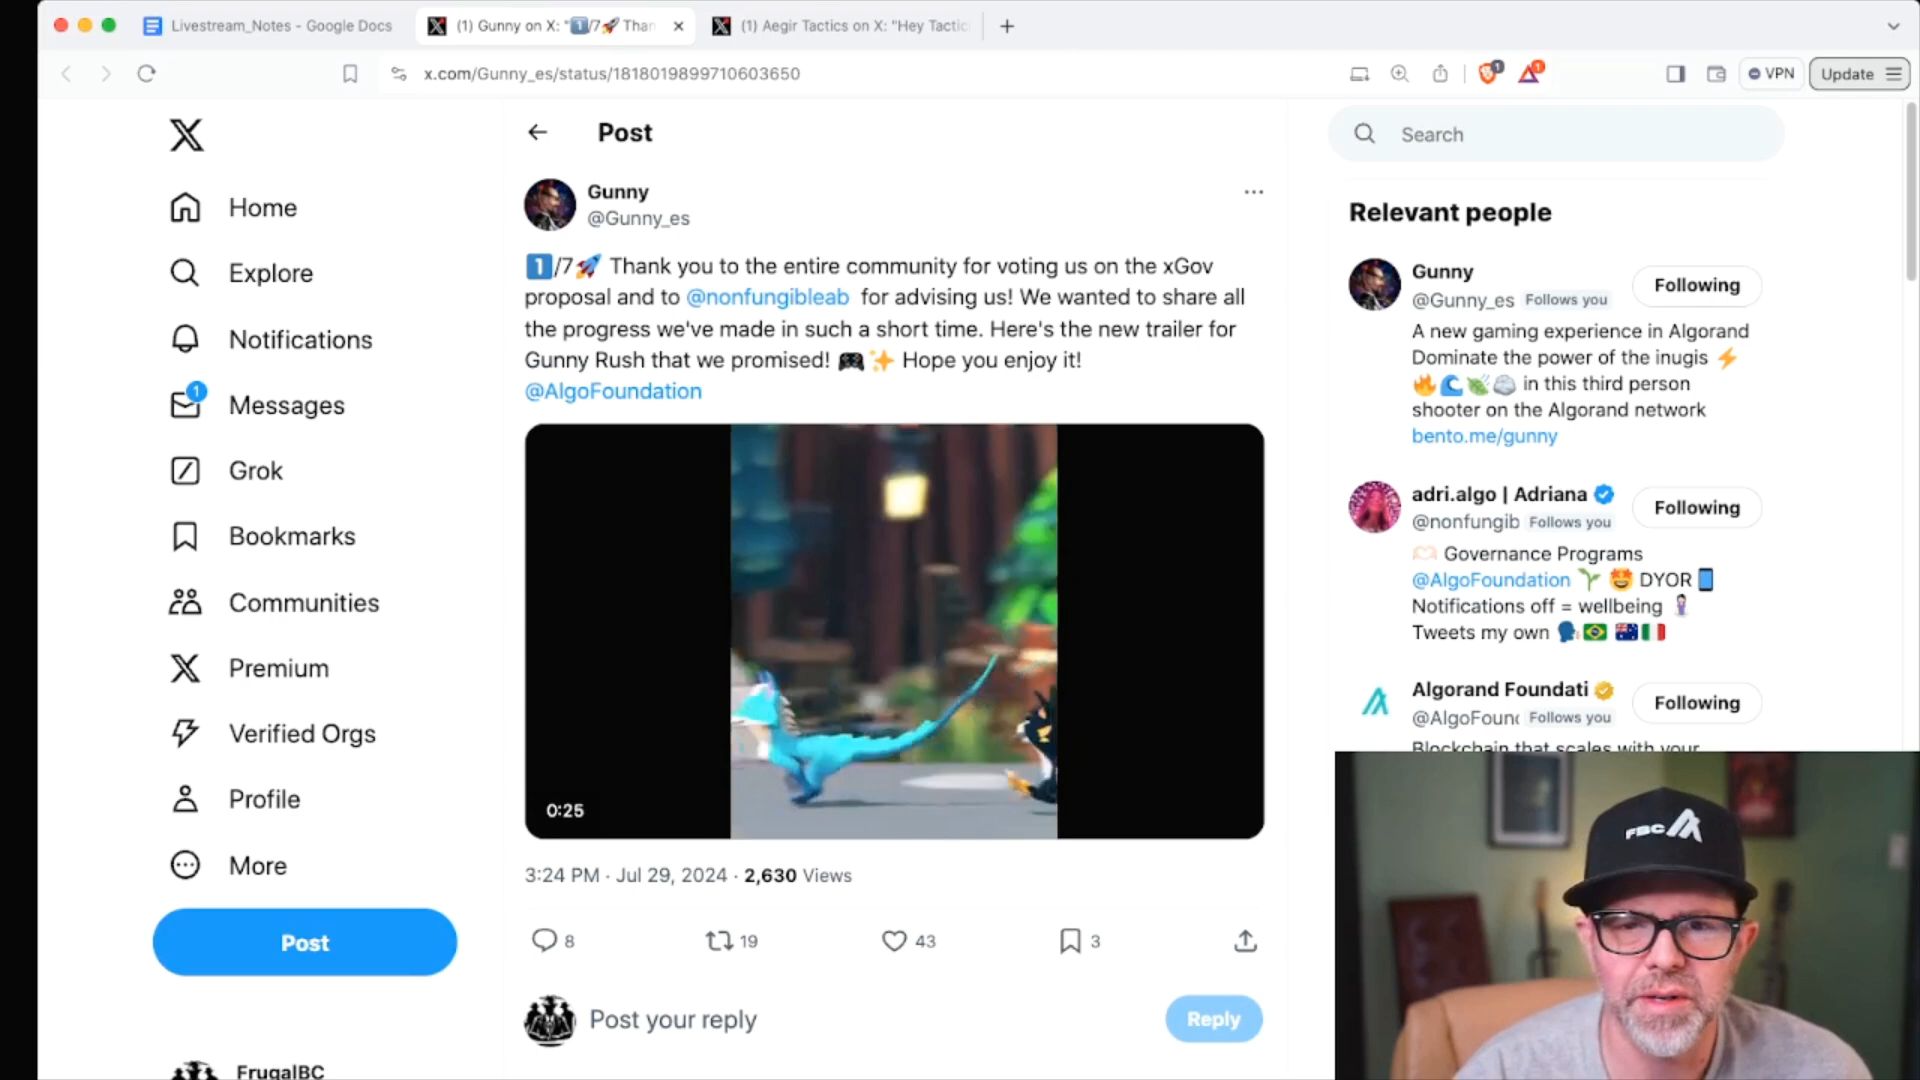 Livestream_Notes - Google Docs
(1) Gunny on X: "1/7🚀 Than
(1) Aegir Tactics on X: "Hey Tactic
x.com/Gunny_es/status/1818019899710603650
1
1
VPN
Update
Home
Explore
Notifications
1
Messages
Grok
Bookmarks
Communities
Premium
Verified Orgs
Profile
More
Post
FrugalBC
Post
Gunny
@Gunny_es
1️⃣/7🚀 Thank you to the entire community for voting us on the xGov
proposal and to @nonfungibleab for advising us! We wanted to share all
the progress we've made in such a short time. Here's the new trailer for
Gunny Rush that we promised! 🎮✨ Hope you enjoy it!
@AlgoFoundation
0:25
3:24 PM · Jul 29, 2024 · 2,630 Views
8
19
43
3
Post your reply
Reply
Search
Relevant people
Gunny
@Gunny_es Follows you
Following
A new gaming experience in Algorand
Dominate the power of the inugis ⚡
🔥🌊🍃🪨 in this third person
shooter on the Algorand network
bento.me/gunny
adri.algo | Adriana
@nonfungib Follows you
Following
🫶🏻 Governance Programs
@AlgoFoundation 🌱 🤩 DYOR 📱
Notifications off = wellbeing 🧘🏻‍♀️
Tweets my own 🗣️🇧🇷 🇦🇺🇮🇹
Algorand Foundati
@AlgoFoun Follows you
Following
Blockchain that scales with your
FBC